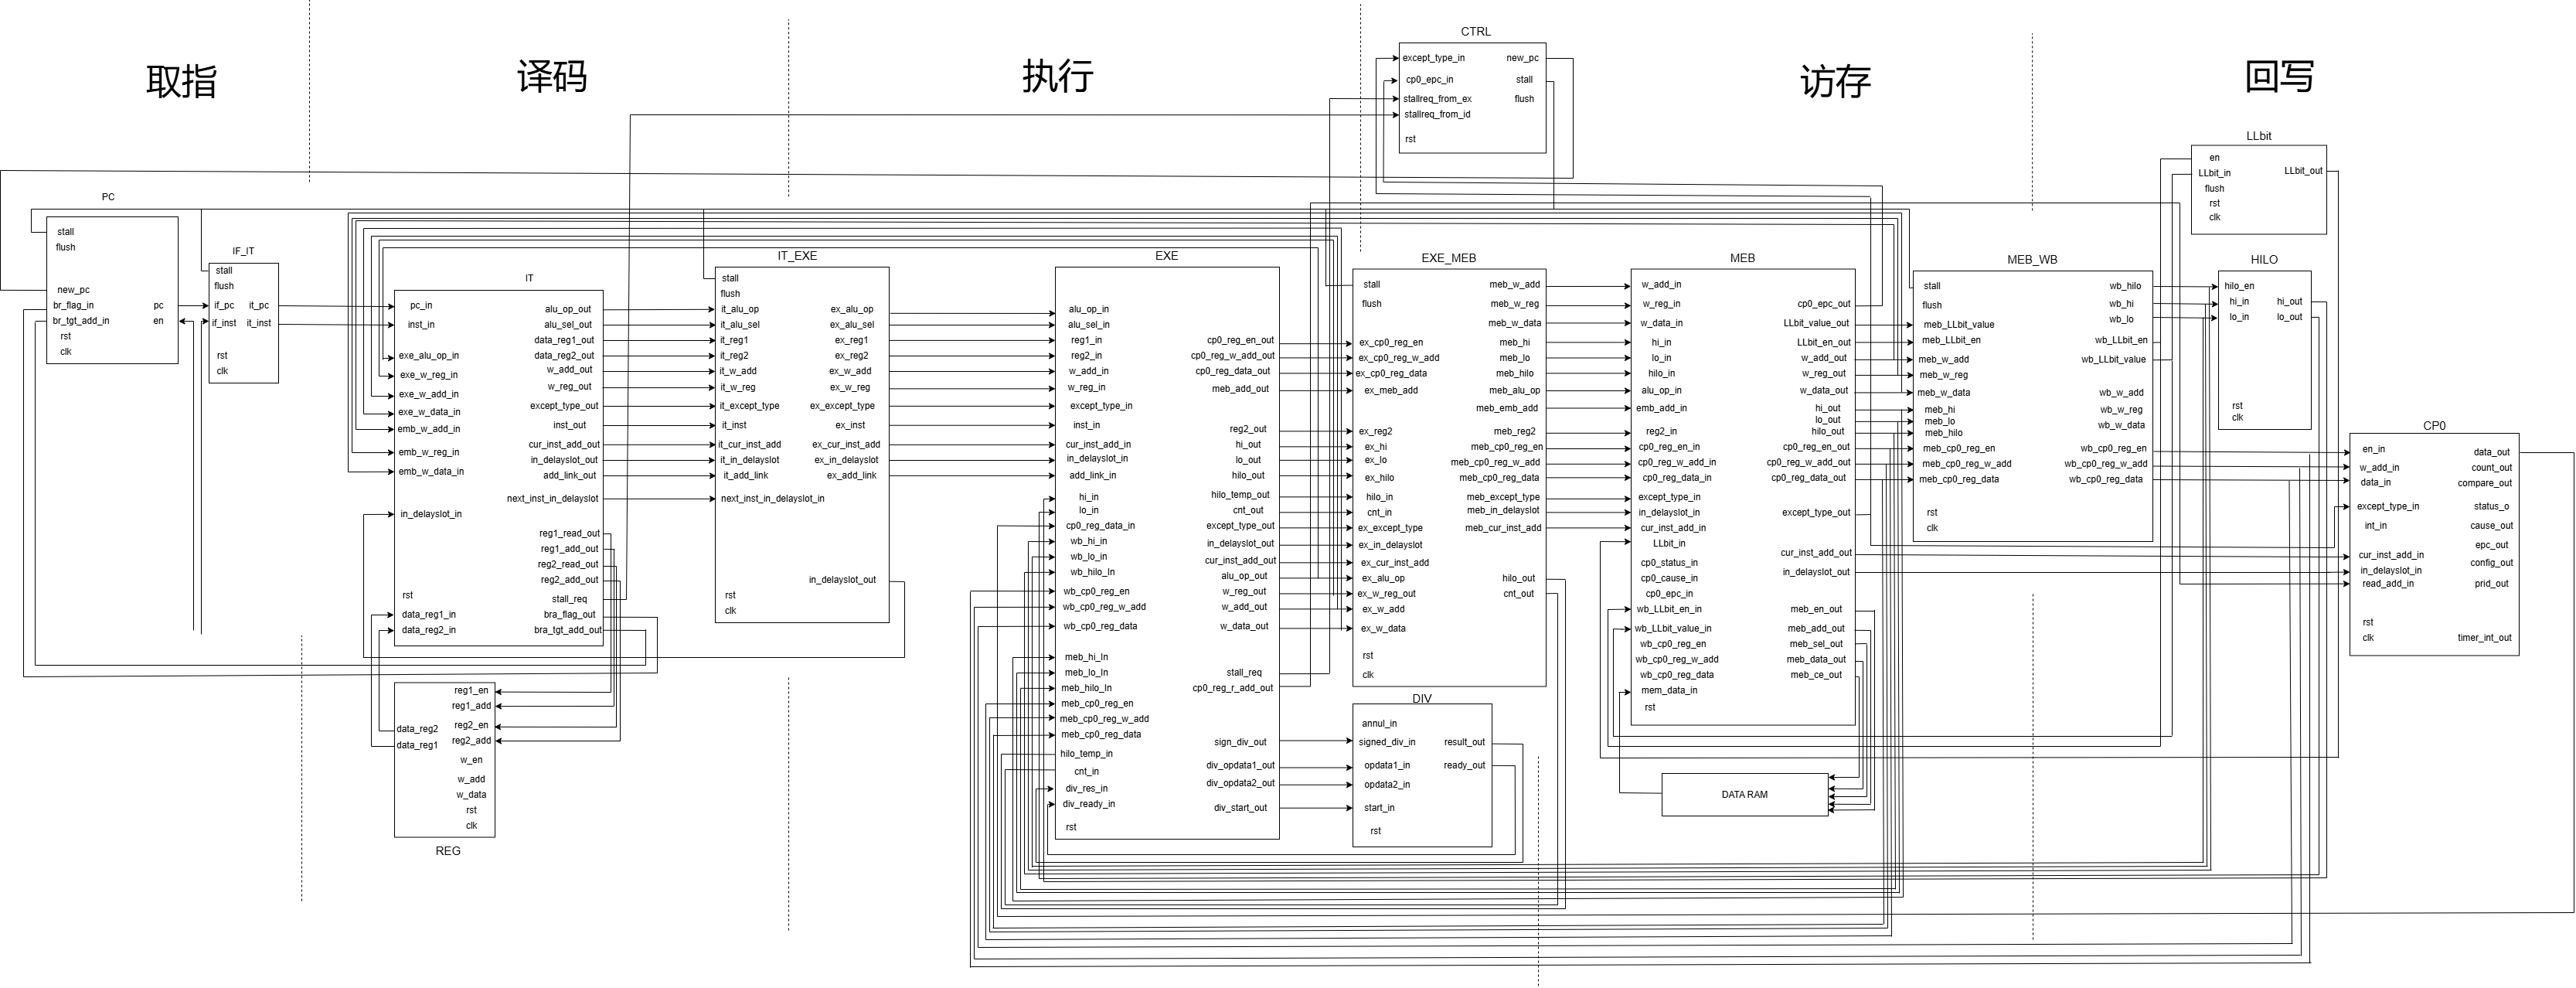 取指
译码
执行
访存
回写
CTRL
except_type_in
cp0_epc_in
stallreq_from_ex
stallreq_from_id
rst
new_pc
stall
flush
LLbit
en
LLbit_in
flush
rst
clk
LLbit_out
PC
stall
flush
new_pc
br_flag_in
br_tgt_add_in
rst
clk
pc
en
IF_IT
stall
flush
if_pc
if_inst
rst
clk
it_pc
it_inst
IT
pc_in
inst_in
exe_alu_op_in
exe_w_reg_in
exe_w_add_in
exe_w_data_in
emb_w_add_in
emb_w_reg_in
emb_w_data_in
in_delayslot_in
rst
data_reg1_in
data_reg2_in
alu_op_out
alu_sel_out
data_reg1_out
data_reg2_out
w_add_out
w_reg_out
except_type_out
inst_out
cur_inst_add_out
in_delayslot_out
add_link_out
next_inst_in_delayslot
reg1_read_out
reg1_add_out
reg2_read_out
reg2_add_out
stall_req
bra_flag_out
bra_tgt_add_out
REG
data_reg2
data_reg1
reg1_en
reg1_add
reg2_en
reg2_add
w_en
w_add
w_data
rst
clk
IT_EXE
stall
flush
it_alu_op
it_alu_sel
it_reg1
it_reg2
it_w_add
it_w_reg
it_except_type
it_inst
it_cur_inst_add
it_in_delayslot
it_add_link
next_inst_in_delayslot_in
rst
clk
ex_alu_op
ex_alu_sel
ex_reg1
ex_reg2
ex_w_add
ex_w_reg
ex_except_type
ex_inst
ex_cur_inst_add
ex_in_delayslot
ex_add_link
in_delayslot_out
EXE
alu_op_in
alu_sel_in
reg1_in
reg2_in
w_add_in
w_reg_in
except_type_in
inst_in
cur_inst_add_in
in_delayslot_in
add_link_in
hi_in
lo_in
cp0_reg_data_in
wb_hi_in
wb_lo_in
wb_hilo_In
wb_cp0_reg_en
wb_cp0_reg_w_add
wb_cp0_reg_data
meb_hi_In
meb_lo_In
meb_hilo_In
meb_cp0_reg_en
meb_cp0_reg_w_add
meb_cp0_reg_data
hilo_temp_in
cnt_in
div_res_in
div_ready_in
rst
cp0_reg_en_out
cp0_reg_w_add_out
cp0_reg_data_out
meb_add_out
reg2_out
hi_out
lo_out
hilo_out
hilo_temp_out
cnt_out
except_type_out
in_delayslot_out
cur_inst_add_out
alu_op_out
w_reg_out
w_add_out
w_data_out
stall_req
cp0_reg_r_add_out
sign_div_out
div_opdata1_out
div_opdata2_out
div_start_out
EXE_MEB
stall
flush
ex_cp0_reg_en
ex_cp0_reg_w_add
ex_cp0_reg_data
ex_meb_add
ex_reg2
ex_hi
ex_lo
ex_hilo
hilo_in
cnt_in
ex_except_type
ex_in_delayslot
ex_cur_inst_add
ex_alu_op
ex_w_reg_out
ex_w_add
ex_w_data
rst
clk
meb_w_add
meb_w_reg
meb_w_data
meb_hi
meb_lo
meb_hilo
meb_alu_op
meb_emb_add
meb_reg2
meb_cp0_reg_en
meb_cp0_reg_w_add
meb_cp0_reg_data
meb_except_type
meb_in_delayslot
meb_cur_inst_add
hilo_out
cnt_out
DIV
annul_in
signed_div_in
opdata1_in
opdata2_in
start_in
rst
result_out
ready_out
MEB
w_add_in
w_reg_in
w_data_in
hi_in
lo_in
hilo_in
alu_op_in
emb_add_in
reg2_in
cp0_reg_en_in
cp0_reg_w_add_in
cp0_reg_data_in
except_type_in
in_delayslot_in
cur_inst_add_in
LLbit_in
cp0_status_in
cp0_cause_in
cp0_epc_in
wb_LLbit_en_in
wb_LLbit_value_in
wb_cp0_reg_en
wb_cp0_reg_w_add
wb_cp0_reg_data
mem_data_in
rst
cp0_epc_out
LLbit_value_out
LLbit_en_out
w_add_out
w_reg_out
w_data_out
hi_out
lo_out
hilo_out
cp0_reg_en_out
cp0_reg_w_add_out
cp0_reg_data_out
except_type_out
cur_inst_add_out
in_delayslot_out
meb_en_out
meb_add_out
meb_sel_out
meb_data_out
meb_ce_out
DATA RAM
MEB_WB
stall
flush
meb_LLbit_value
meb_LLbit_en
meb_w_add
meb_w_reg
meb_w_data
meb_hi
meb_lo
meb_hilo
meb_cp0_reg_en
meb_cp0_reg_w_add
meb_cp0_reg_data
rst
clk
wb_hilo
wb_hi
wb_lo
wb_LLbit_en
wb_LLbit_value
wb_w_add
wb_w_reg
wb_w_data
wb_cp0_reg_en
wb_cp0_reg_w_add
wb_cp0_reg_data
HILO
hilo_en
hi_in
lo_in
rst
clk
hi_out
lo_out
CP0
en_in
w_add_in
data_in
except_type_in
int_in
cur_inst_add_in
in_delayslot_in
read_add_in
rst
clk
data_out
count_out
compare_out
status_o
cause_out
epc_out
config_out
prid_out
timer_int_out